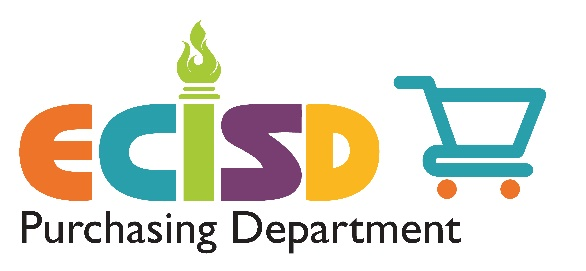 ECISD
Purchasing Department